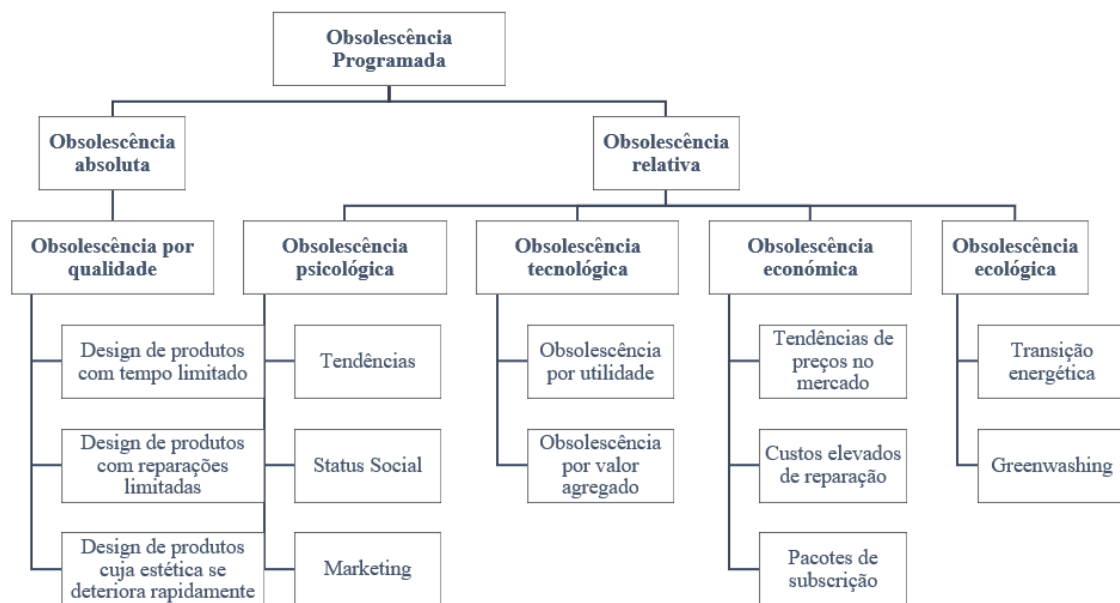 Obsolescência
Programada
Obsolescência
absoluta
Obsolescência
relativa
Obsolescência por
qualidade
Obsolescência
psicológica
Obsolescência
tecnológica
Obsolescência
económica
Obsolescência
ecológica
Design de produtos
com tempo limitado
Tendências
Obsolescência
por utilidade
Tendências de
preços no
mercado
Transição
energética
Design de produtos
com reparações
limitadas
Status Social
Obsolescência
por valor
agregado
Custos elevados
de reparação
Greenwashing
Design de produtos
cuja estética se
deteriora rapidamente
Marketing
Pacotes de
subscrição